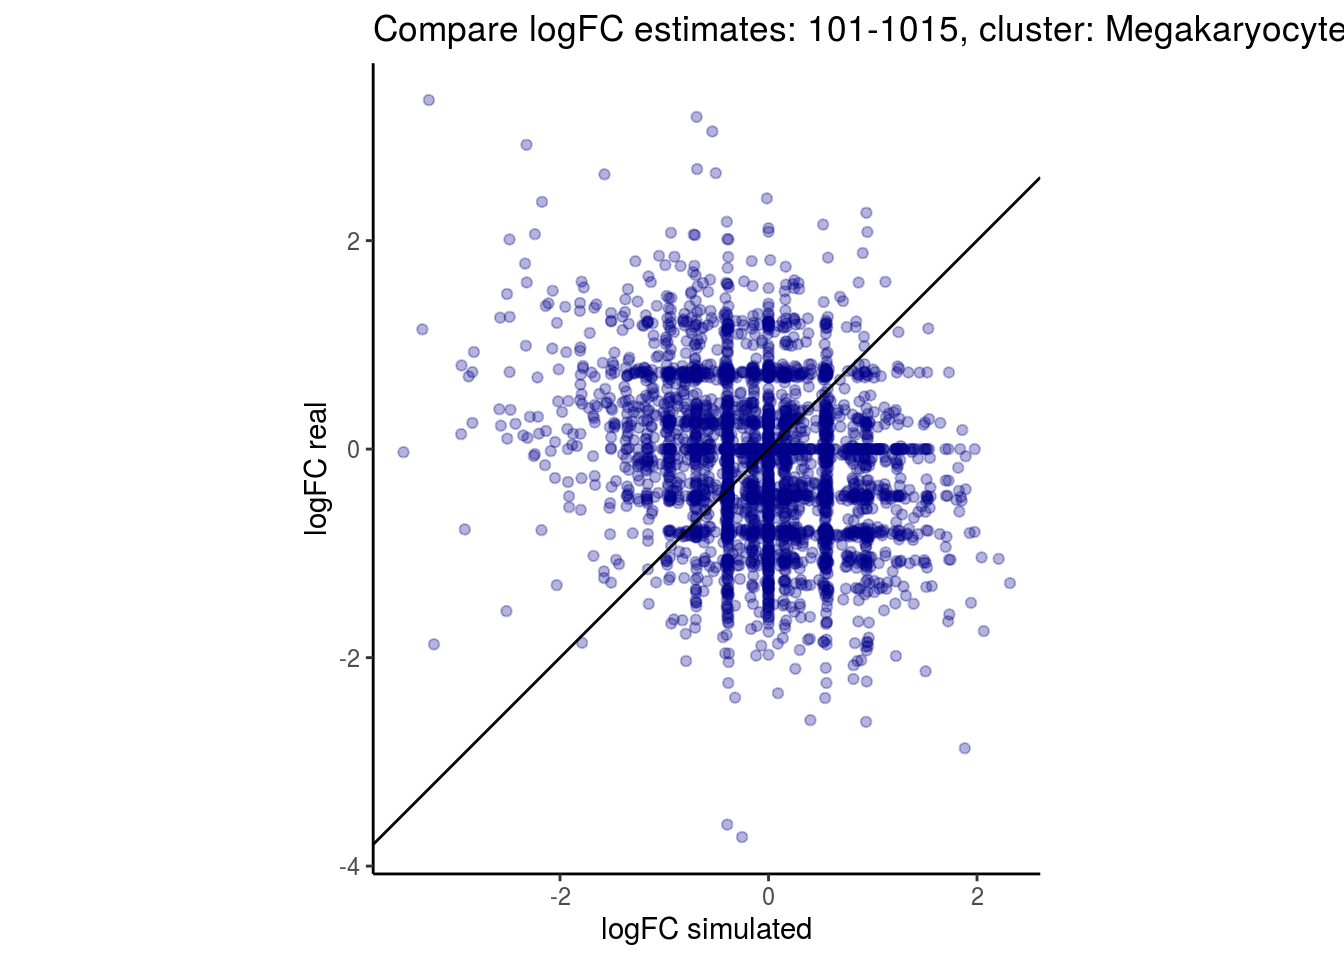 Compare logFC estimates: 101-1015, cluster: Megakaryocyte
2
0
-2
-4
logFC real
-2 0 2
logFC simulated